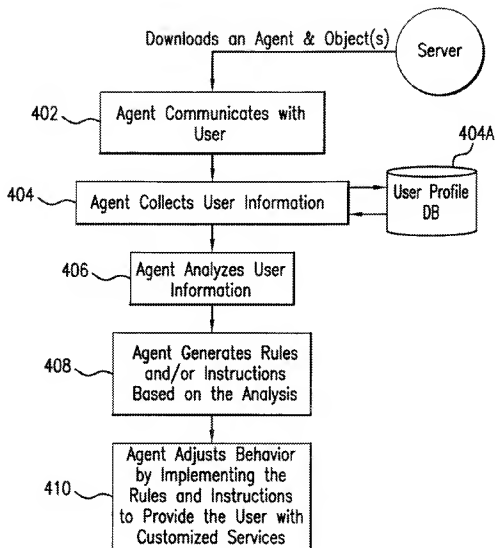 Downloads an Agent & Object(s)
Server
402
Agent Communicates with
User
404A
404
Agent Collects User Information
User Profile
DB
406
Agent Analyzes User
Information
408
Agent Generates Rules
and/or Instructions
Based on the Analysis
410
Agent Adjusts Behavior
by Implementing the
Rules and Instructions
to Provide the User with
Customized Services